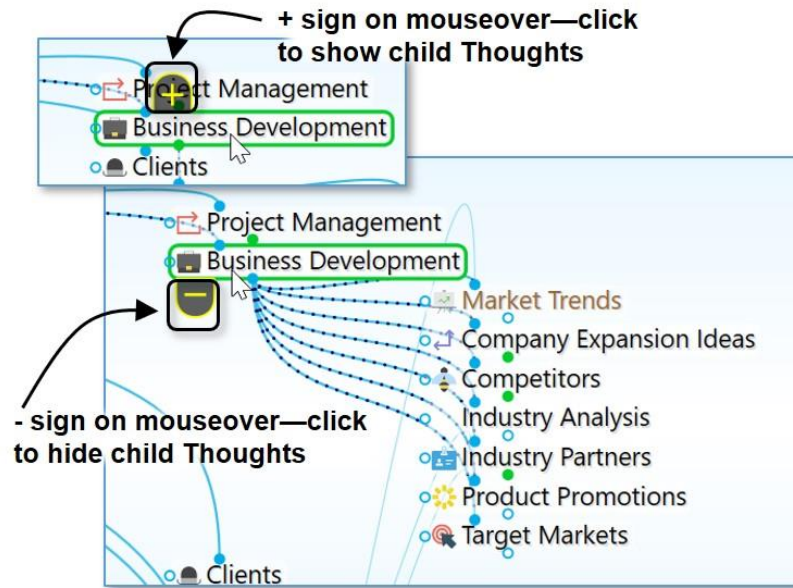 + sign on mouseover—click
to show child Thoughts
+
Project Management
Business Development
Clients
Project Management
Business Development
−
Market Trends
Company Expansion Ideas
Competitors
Industry Analysis
Industry Partners
Product Promotions
Target Markets
- sign on mouseover—click
to hide child Thoughts
Clients